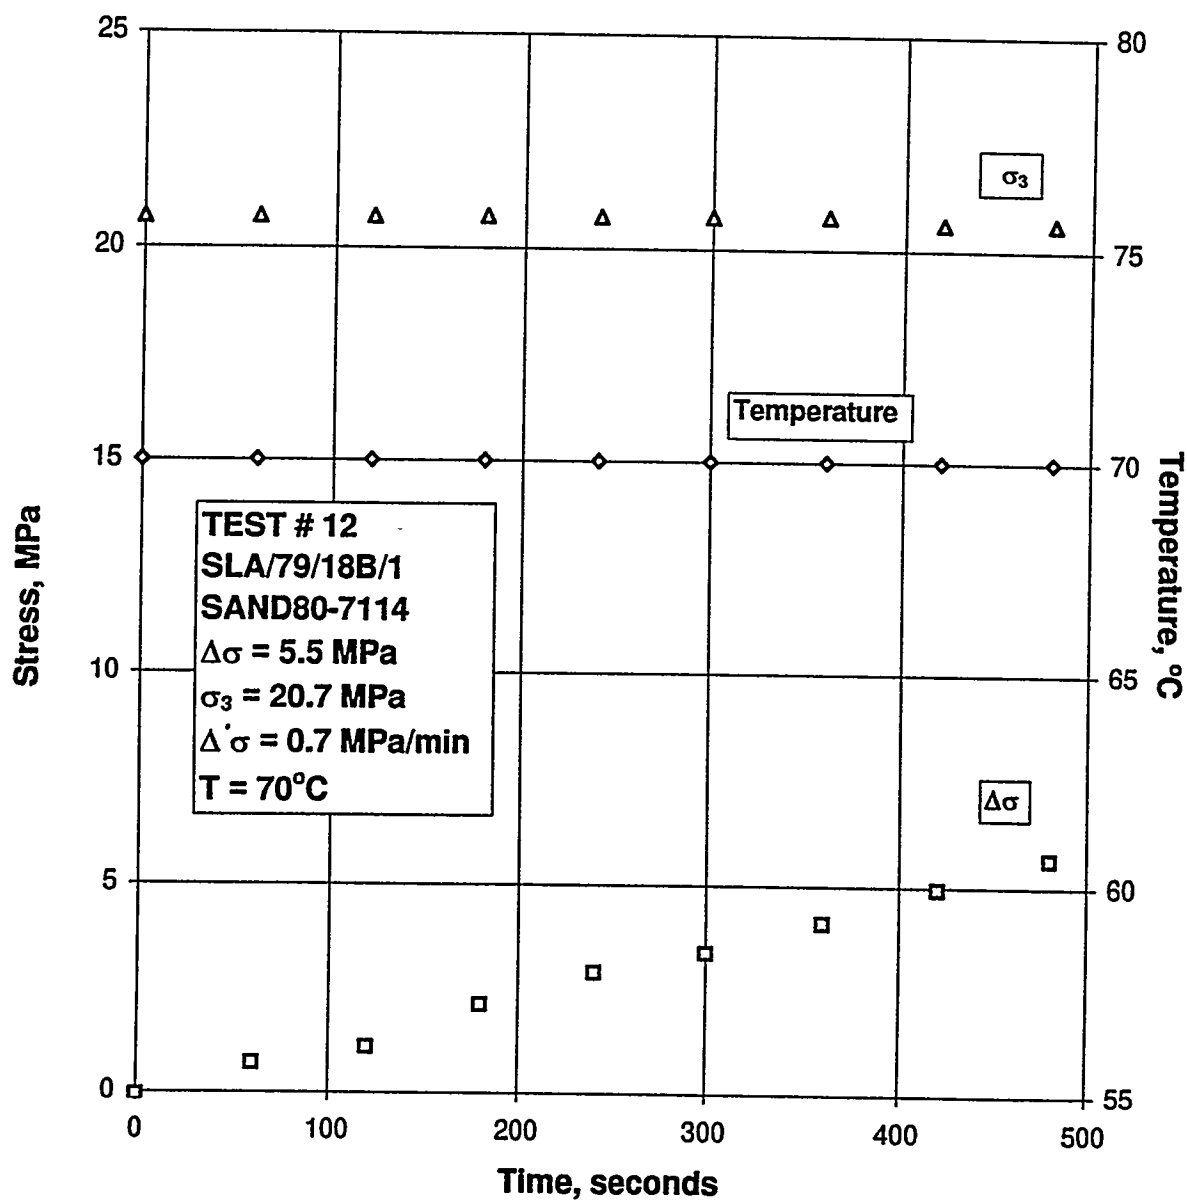 25
80
σ₃
20
75
Temperature
15
70
TEST # 12
SLA/79/18B/1
SAND80-7114
Δσ = 5.5 MPa
σ₃ = 20.7 MPa
Δ˙σ = 0.7 MPa/min
T = 70°C
Stress, MPa
Temperature, °C
10
65
Δσ
5
60
0
55
0 100 200 300 400 500
Time, seconds